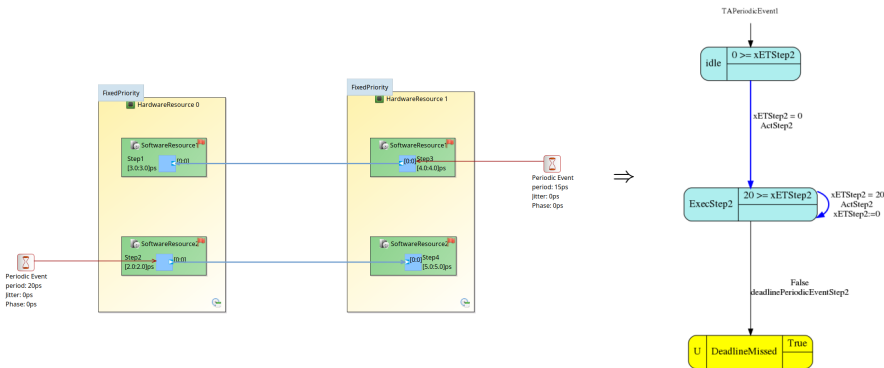 FixedPriority
HardwareResource 0
SoftwareResource1
Step1
[0:0]
[3.0:3.0]ps
SoftwareResource2
Step2
[0:0]
[2.0:2.0]ps
Periodic Event
period: 20ps
Jitter: 0ps
Phase: 0ps
FixedPriority
HardwareResource 1
SoftwareResource1
[0:0] Step3
[4.0:4.0]ps
SoftwareResource2
[0:0] Step4
[5.0:5.0]ps
Periodic Event
period: 15ps
Jitter: 0ps
Phase: 0ps
⇒
TAPeriodicEvent1
idle
0 >= xETStep2
xETStep2 = 0
ActStep2
ExecStep2
20 >= xETStep2
xETStep2 = 20
ActStep2
xETStep2:=0
False
deadlinePeriodicEventStep2
U
DeadlineMissed
True